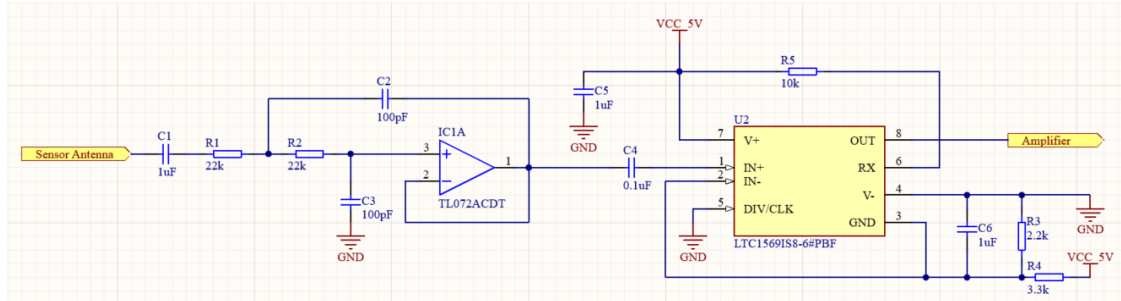 VCC_5V
R5
10k
C2
100pF
C5
1uF
GND
U2
IC1A
C1
1uF
R1
22k
R2
22k
Sensor Antenna
3
2
1
TL072ACDT
C3
100pF
GND
C4
0.1uF
7
V+
OUT
8
Amplifier
1
IN+
RX
6
2
IN-
V-
4
5
DIV/CLK
GND
3
LTC1569IS8-6#PBF
GND
C6
1uF
R3
2.2k
GND
R4
3.3k
VCC_5V